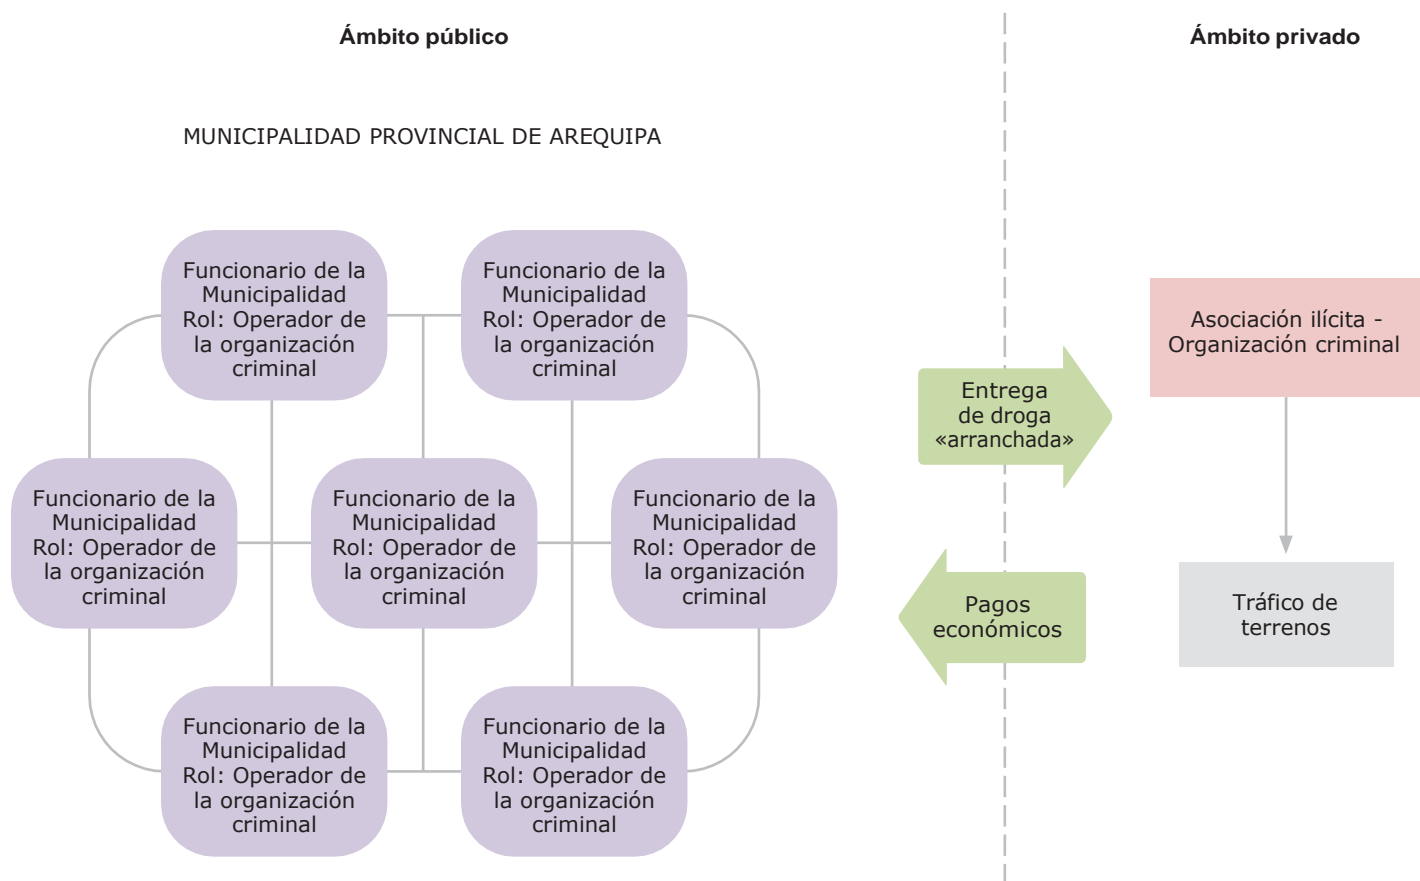 Ámbito público
Ámbito privado
MUNICIPALIDAD PROVINCIAL DE AREQUIPA
Funcionario de la
Municipalidad
Rol: Operador de
la organización
criminal
Funcionario de la
Municipalidad
Rol: Operador de
la organización
criminal
Funcionario de la
Municipalidad
Rol: Operador de
la organización
criminal
Funcionario de la
Municipalidad
Rol: Operador de
la organización
criminal
Funcionario de la
Municipalidad
Rol: Operador de
la organización
criminal
Funcionario de la
Municipalidad
Rol: Operador de
la organización
criminal
Funcionario de la
Municipalidad
Rol: Operador de
la organización
criminal
Entrega
de droga
«arranchada»
Pagos
económicos
Asociación ilícita -
Organización criminal
Tráfico de
terrenos